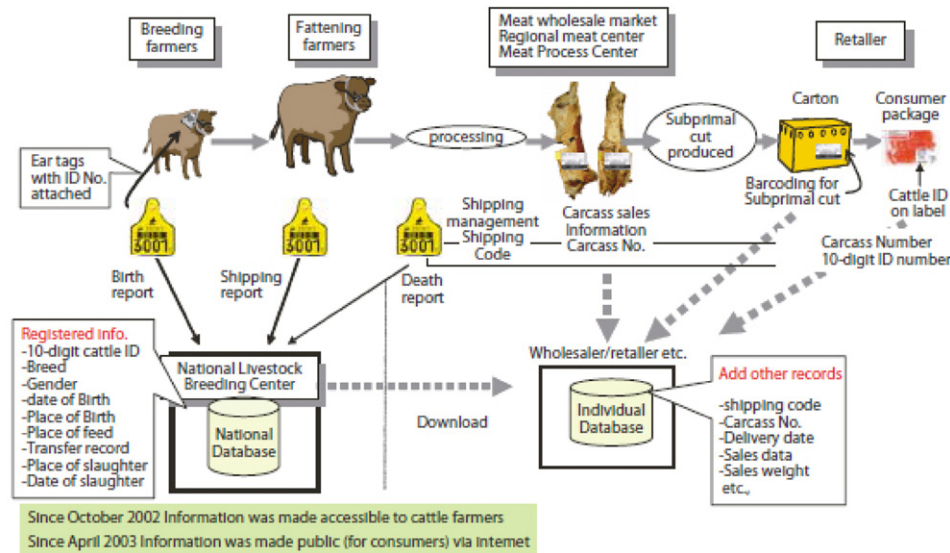 Breeding
farmers
Fattening
farmers
Meat wholesale market
Regional meat center
Meat Process Center
Retaller
Ear tags
with ID No.
attached
processing
Subprimal
cut
produced
Carton
Consumer
package
Barcoding for
Subprimal cut
Cattle ID
on label
3001
3001
3001
Birth
report
Shipping
report
Death
report
Shipping
management
Shipping
Code
Carcass sales
Information
Carcass No.
Carcass Number
10-digit ID number
Registered info.
-10-digit cattle ID
-Breed
-Gender
-date of Birth
-Place of Birth
-Place of feed
-Transfer record
-Place of slaughter
-Date of slaughter
National Livestock
Breeding Center
National
Database
Download
Wholesaler/retailer etc.
Individual
Database
Add other records
-shipping code
-Carcass No.
-Delivery date
-Sales data
-Sales weight
etc.,
Since October 2002 Information was made accessible to cattle farmers
Since April 2003 Information was made public (for consumers) via internet